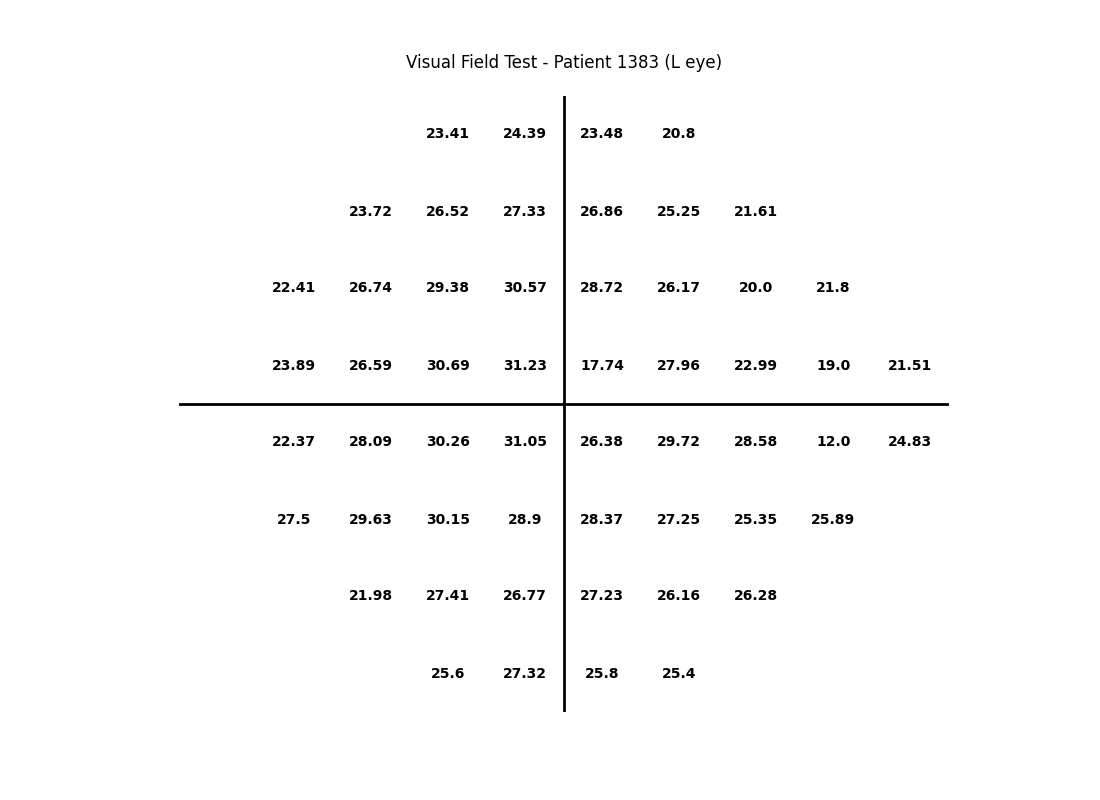 Visual Field Test - Patient 1383 (L eye)
23.41 24.39 23.48 20.8
23.72 26.52 27.33 26.86 25.25 21.61
22.41 26.74 29.38 30.57 28.72 26.17 20.0 21.8
23.89 26.59 30.69 31.23 17.74 27.96 22.99 19.0 21.51
22.37 28.09 30.26 31.05 26.38 29.72 28.58 12.0 24.83
27.5 29.63 30.15 28.9 28.37 27.25 25.35 25.89
21.98 27.41 26.77 27.23 26.16 26.28
25.6 27.32 25.8 25.4